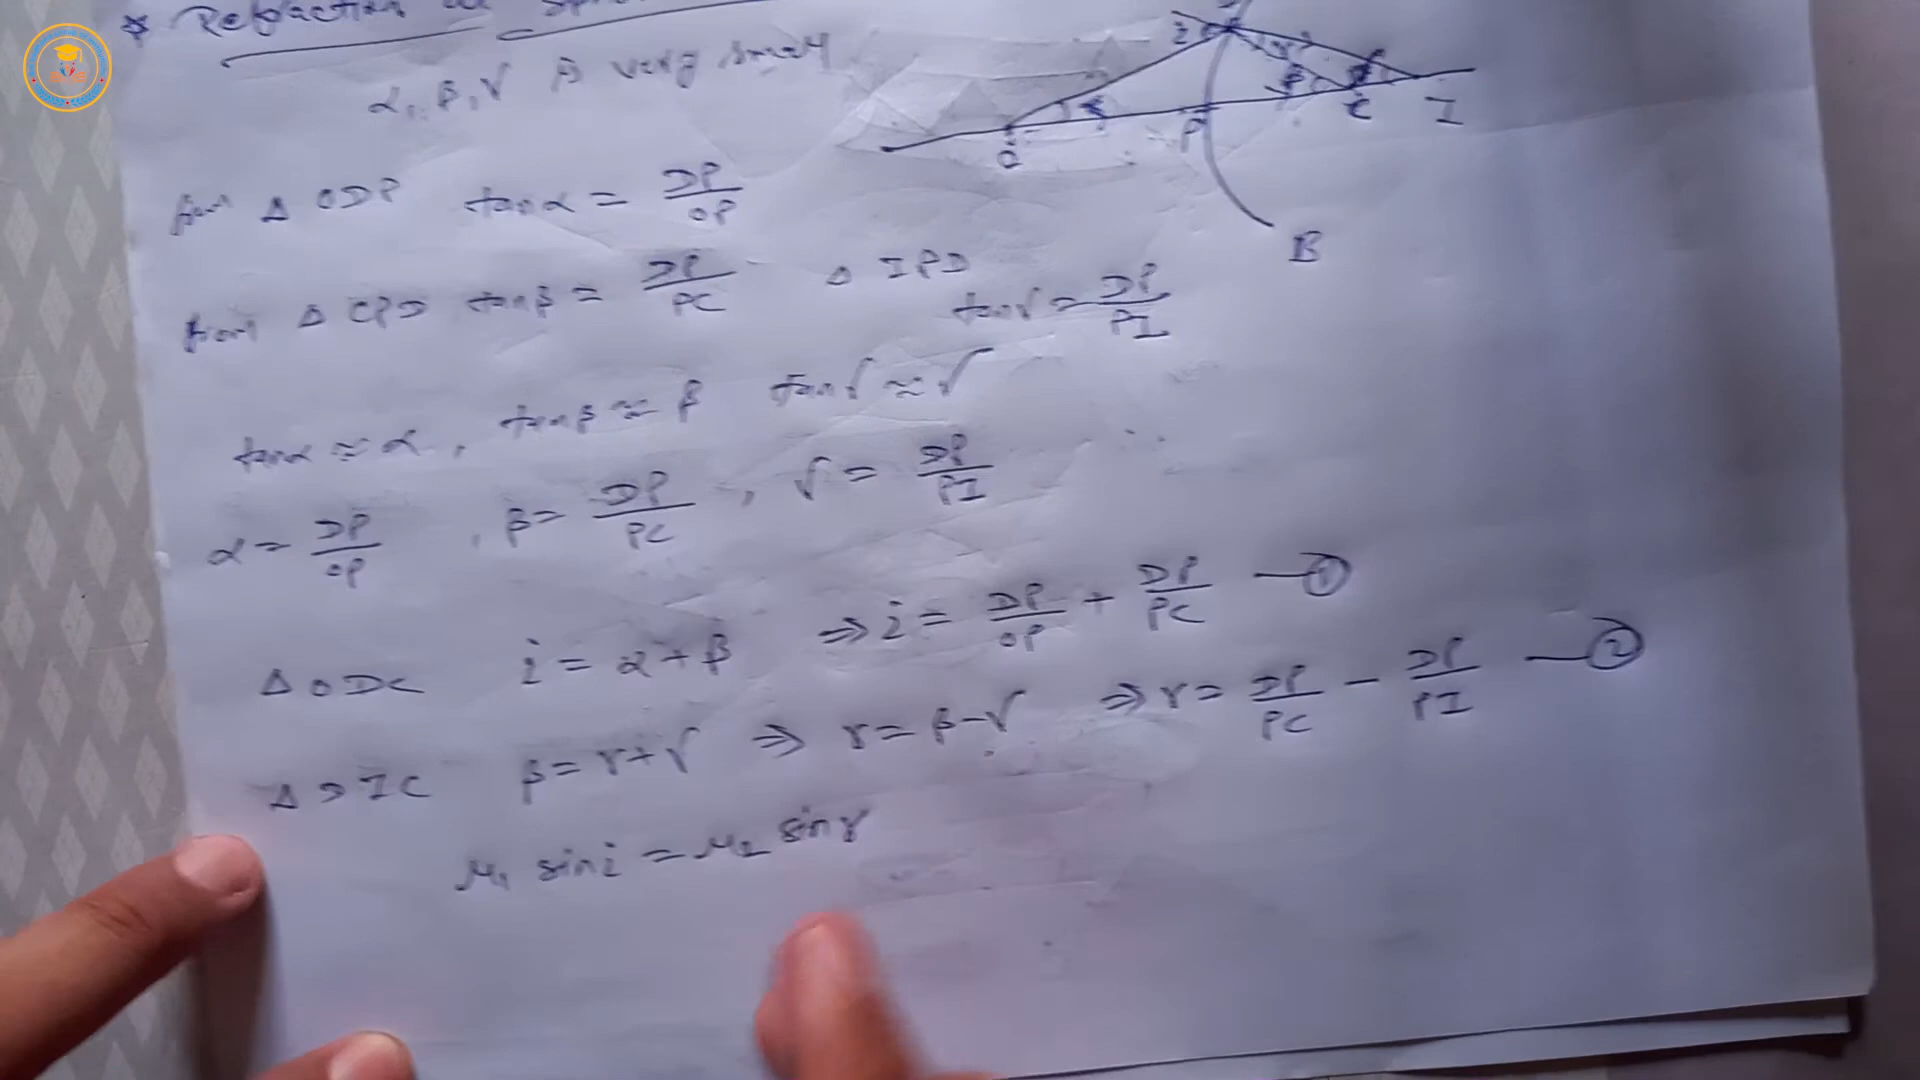 * Refraction at Sph
α, β, γ is very small
from Δ ODP tanα = DP/OP
from Δ CPD tanβ = DP/PC Δ IPD tanγ = DP/PI
tanα ≈ α, tanβ ≈ β tanγ ≈ γ
α = DP/OP , β = DP/PC , γ = DP/PI
Δ ODC i = α + β ⇒ i = DP/OP + DP/PC — ①
Δ DIC β = r + γ ⇒ r = β - γ ⇒ r = DP/PC - DP/PI — ②
μ₁ sin i = μ₂ sin r
i
r
O
P
C
I
B